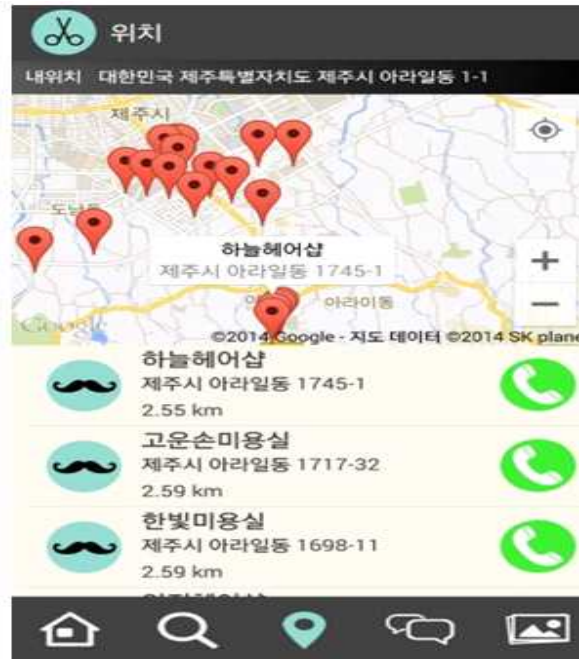 위치
내위치 대한민국 제주특별자치도 제주시 아라일동 1-1
제주시
하늘헤어샵
제주시 아라일동 1745-1
아라이동
Google
©2014 Google - 지도 데이터 ©2014 SK plane
하늘헤어샵
제주시 아라일동 1745-1
2.55 km
고운손미용실
제주시 아라일동 1717-32
2.59 km
한빛미용실
제주시 아라일동 1698-11
2.59 km